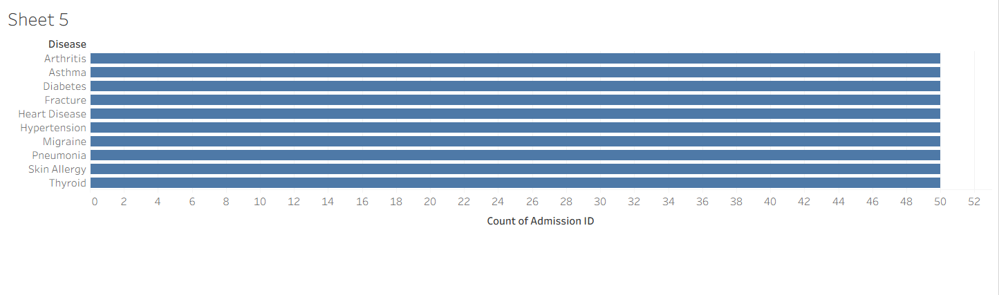 Sheet 5
Disease
Arthritis
Asthma
Diabetes
Fracture
Heart Disease
Hypertension
Migraine
Pneumonia
Skin Allergy
Thyroid
0 2 4 6 8 10 12 14 16 18 20 22 24 26 28 30 32 34 36 38 40 42 44 46 48 50 52
Count of Admission ID